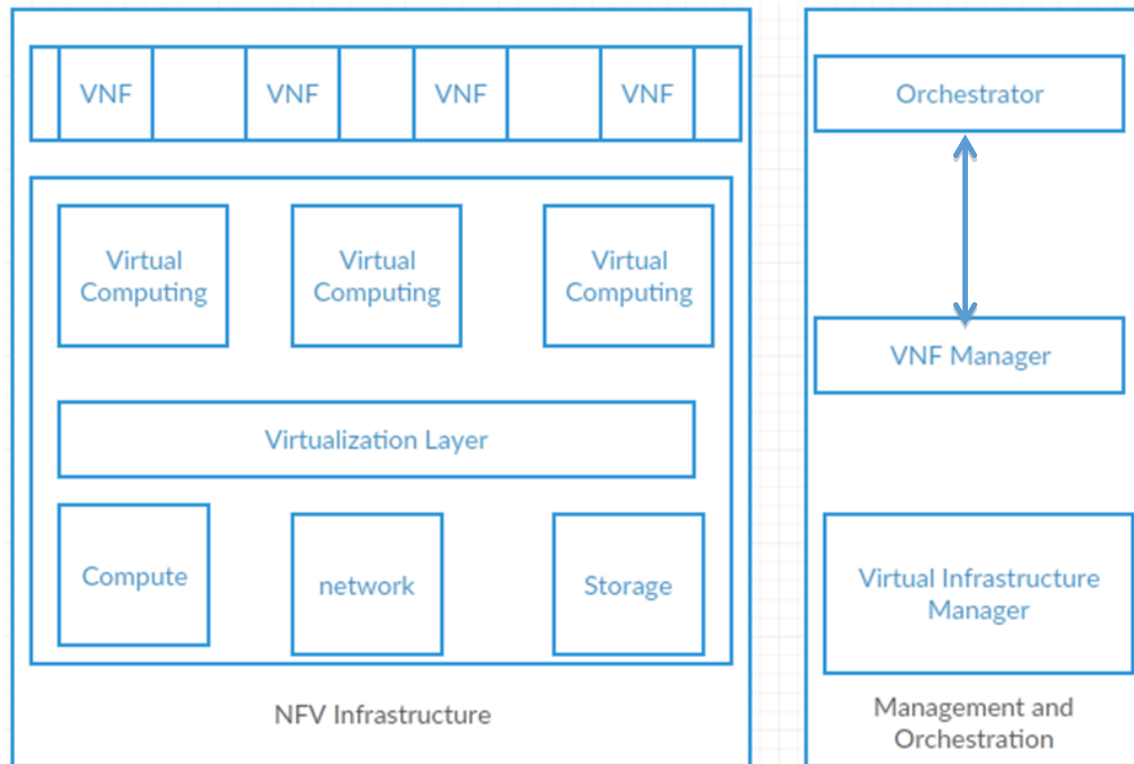 VNF
VNF
VNF
VNF
Virtual
Computing
Virtual
Computing
Virtual
Computing
Virtualization Layer
Compute
network
Storage
NFV Infrastructure
Orchestrator
VNF Manager
Virtual Infrastructure
Manager
Management and
Orchestration